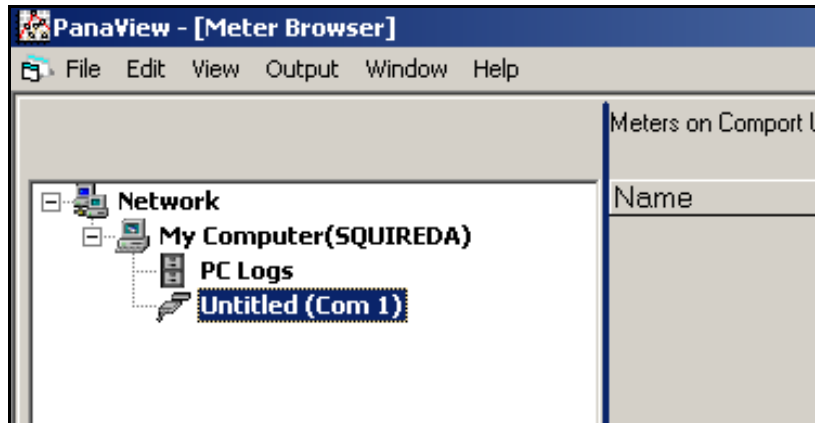 PanaView - [Meter Browser]
File Edit View Output Window Help
Meters on Comport
Name
Network
My Computer(SQUIREDA)
PC Logs
Untitled (Com 1)